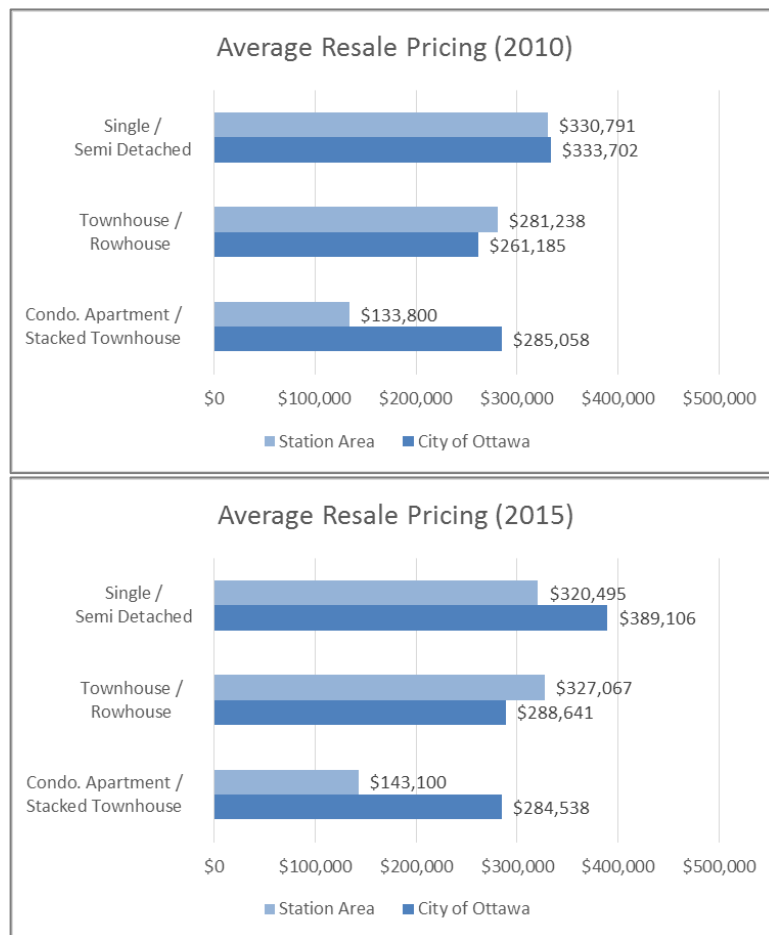 Average Resale Pricing (2010)
Single /
Semi Detached
$330,791
$333,702
Townhouse /
Rowhouse
$281,238
$261,185
Condo. Apartment /
Stacked Townhouse
$133,800
$285,058
$0 $100,000 $200,000 $300,000 $400,000 $500,000
Station Area City of Ottawa
Average Resale Pricing (2015)
Single /
Semi Detached
$320,495
$389,106
Townhouse /
Rowhouse
$327,067
$288,641
Condo. Apartment /
Stacked Townhouse
$143,100
$284,538
$0 $100,000 $200,000 $300,000 $400,000 $500,000
Station Area City of Ottawa